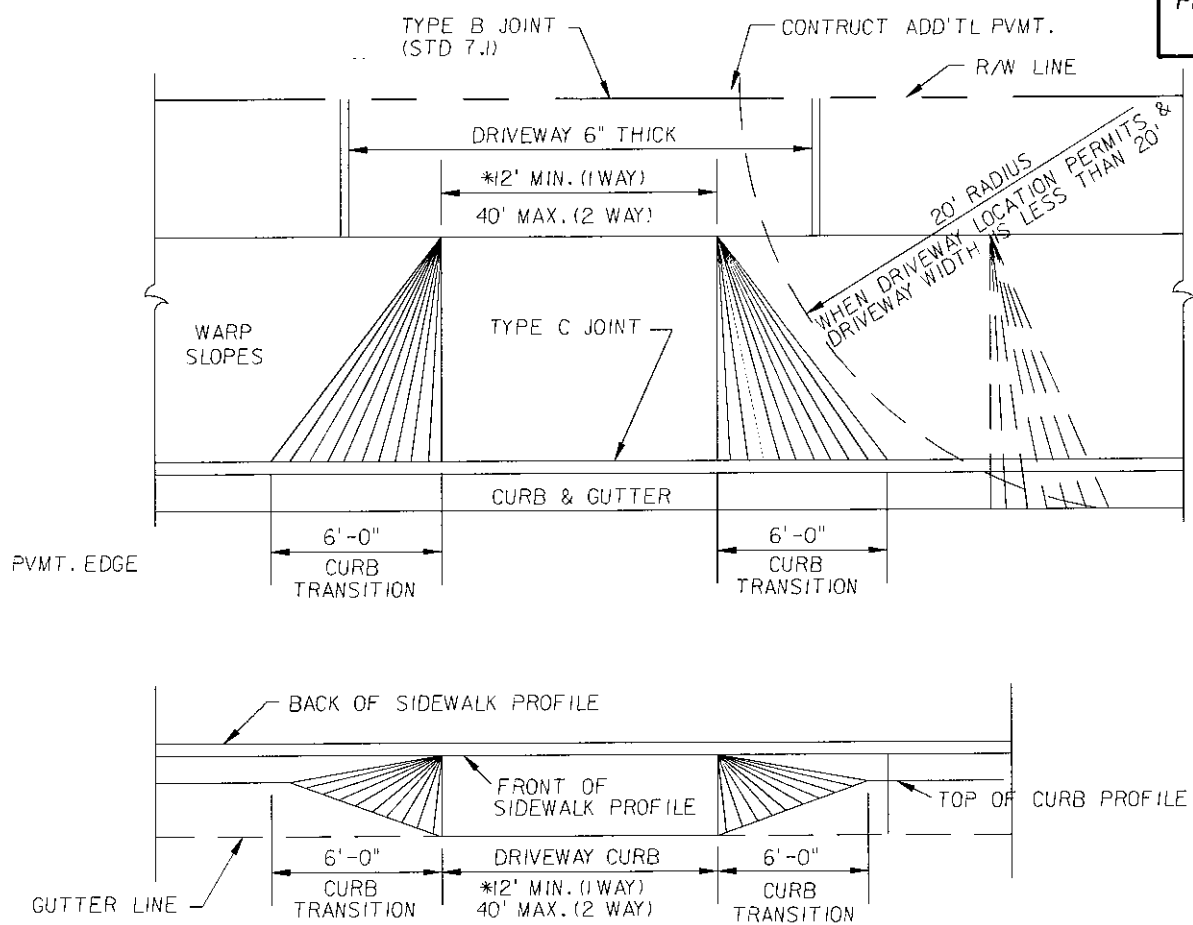 TYPE B JOINT
(STD 7.1)
CONTRUCT ADD'TL PVMT.
R/W LINE
DRIVEWAY 6" THICK
*12' MIN. (1 WAY)
40' MAX. (2 WAY)
20' RADIUS
WHEN DRIVEWAY LOCATION PERMITS &
DRIVEWAY WIDTH IS LESS THAN 20'
WARP
SLOPES
TYPE C JOINT
CURB & GUTTER
6'-0"
CURB
TRANSITION
6'-0"
CURB
TRANSITION
PVMT. EDGE
BACK OF SIDEWALK PROFILE
FRONT OF
SIDEWALK PROFILE
TOP OF CURB PROFILE
6'-0"
CURB
TRANSITION
DRIVEWAY CURB
*12' MIN. (1 WAY)
40' MAX. (2 WAY)
6'-0"
CURB
TRANSITION
GUTTER LINE